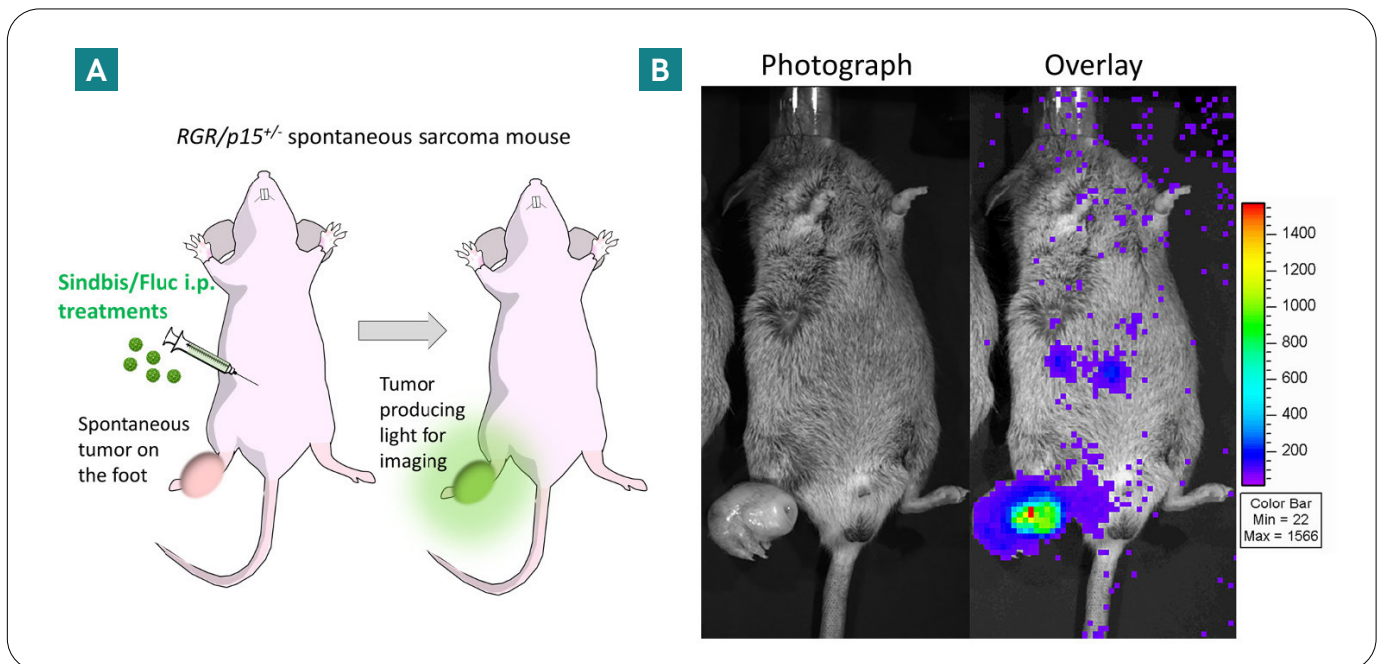 A
RGR/p15+/- spontaneous sarcoma mouse
Sindbis/Fluc i.p.
treatments
Spontaneous
tumor on
the foot
Tumor
producing
light for
imaging
B
Photograph
Overlay
1400
1200
1000
800
600
400
200
Color Bar
Min = 22
Max = 1566